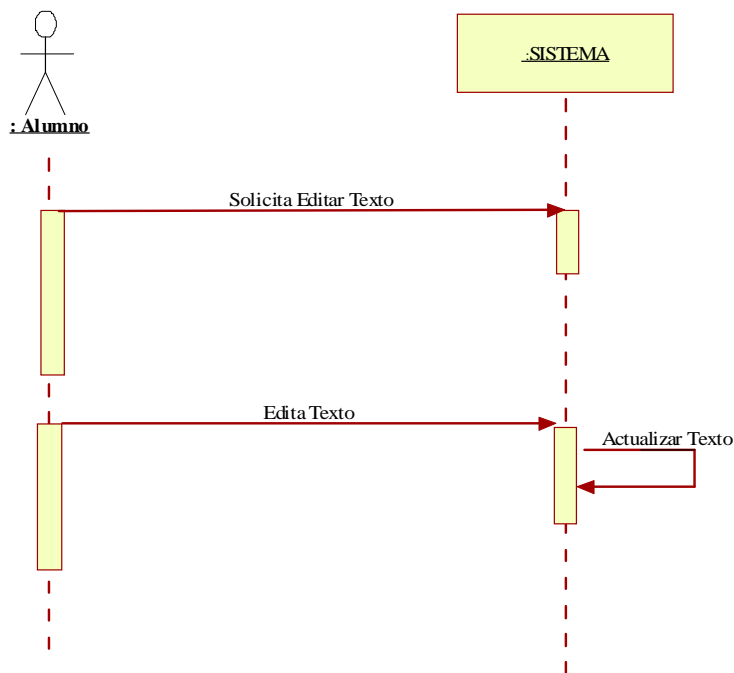 :SISTEMA
: Alumno
Solicita Editar Texto
Edita Texto
Actualizar Texto